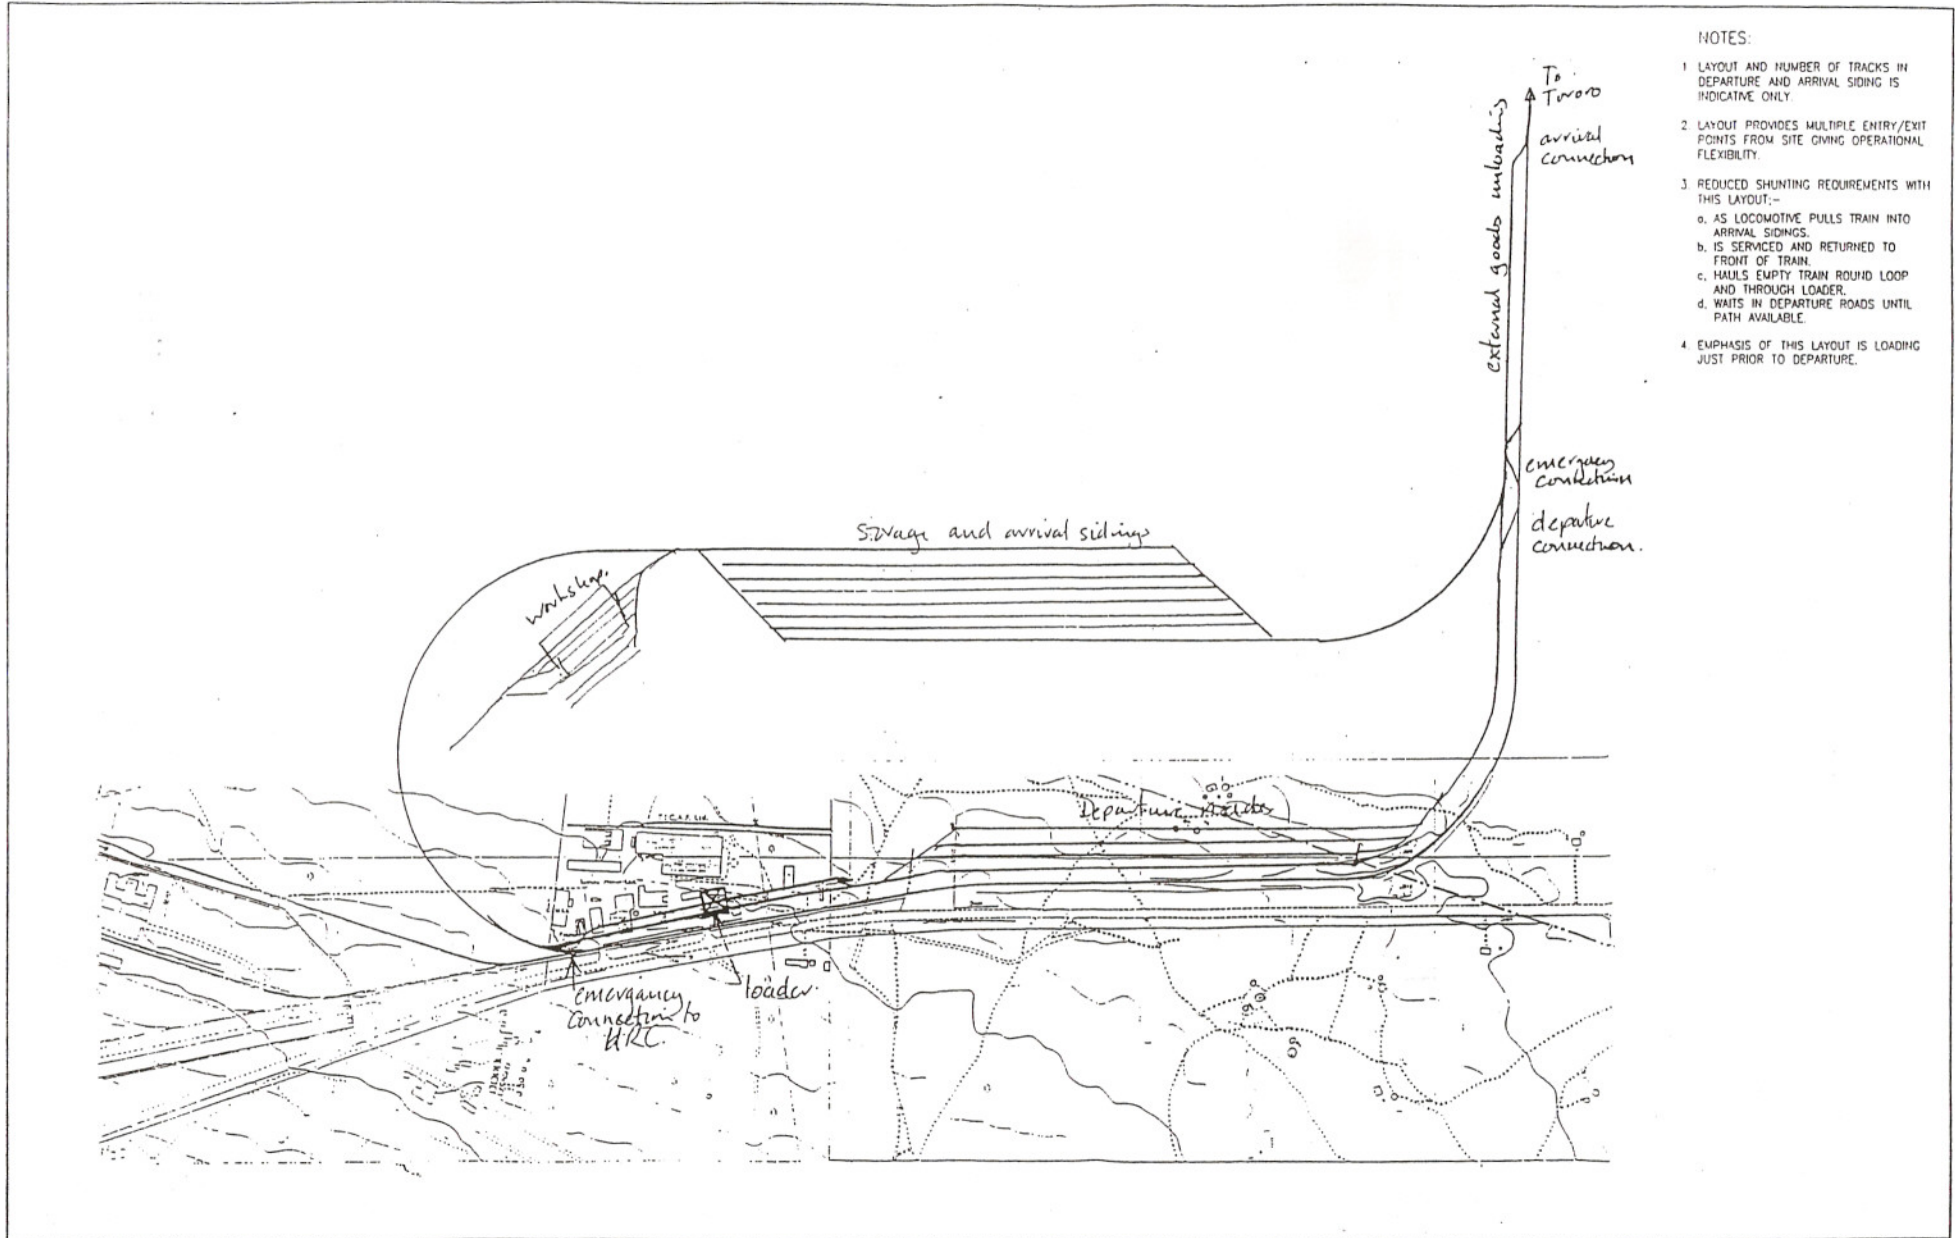 NOTES:
1 LAYOUT AND NUMBER OF TRACKS IN
DEPARTURE AND ARRIVAL SIDING IS
INDICATIVE ONLY.
2. LAYOUT PROVIDES MULTIPLE ENTRY/EXIT
POINTS FROM SITE GIVING OPERATIONAL
FLEXIBILITY.
3. REDUCED SHUNTING REQUIREMENTS WITH
THIS LAYOUT:-
a. AS LOCOMOTIVE PULLS TRAIN INTO
ARRIVAL SIDINGS.
b. IS SERVICED AND RETURNED TO
FRONT OF TRAIN.
c. HAULS EMPTY TRAIN ROUND LOOP
AND THROUGH LOADER.
d. WAITS IN DEPARTURE ROADS UNTIL
PATH AVAILABLE.
4. EMPHASIS OF THIS LAYOUT IS LOADING
JUST PRIOR TO DEPARTURE.
To
Tororo
arrival
connection
external goods unloading
emergency
connection
depature
connection.
Storage and arrival sidings
workshop.
Departure roads
loader.
emergancy
connection to
URC.